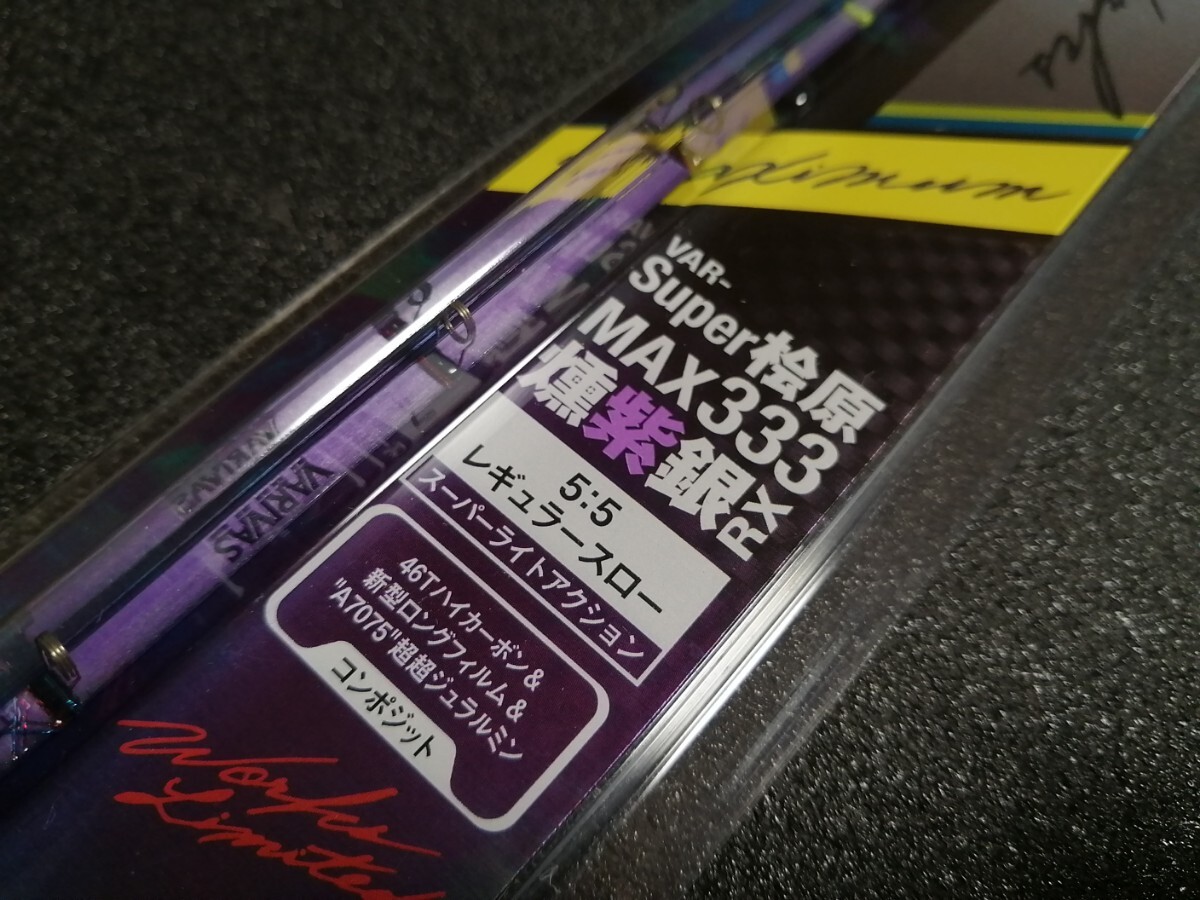 VAR-
Super桧原
MAX333
燻紫銀RX
5:5
レギュラースロー
スーパーライトアクション
46Tハイカーボン&
新型ロングフィルム&
"A7075"超超ジュラルミン
コンポジット
VARIVAS
Works
Limited